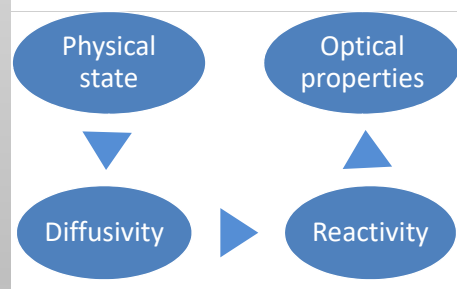 Physical
state
Optical
properties
Diffusivity
Reactivity